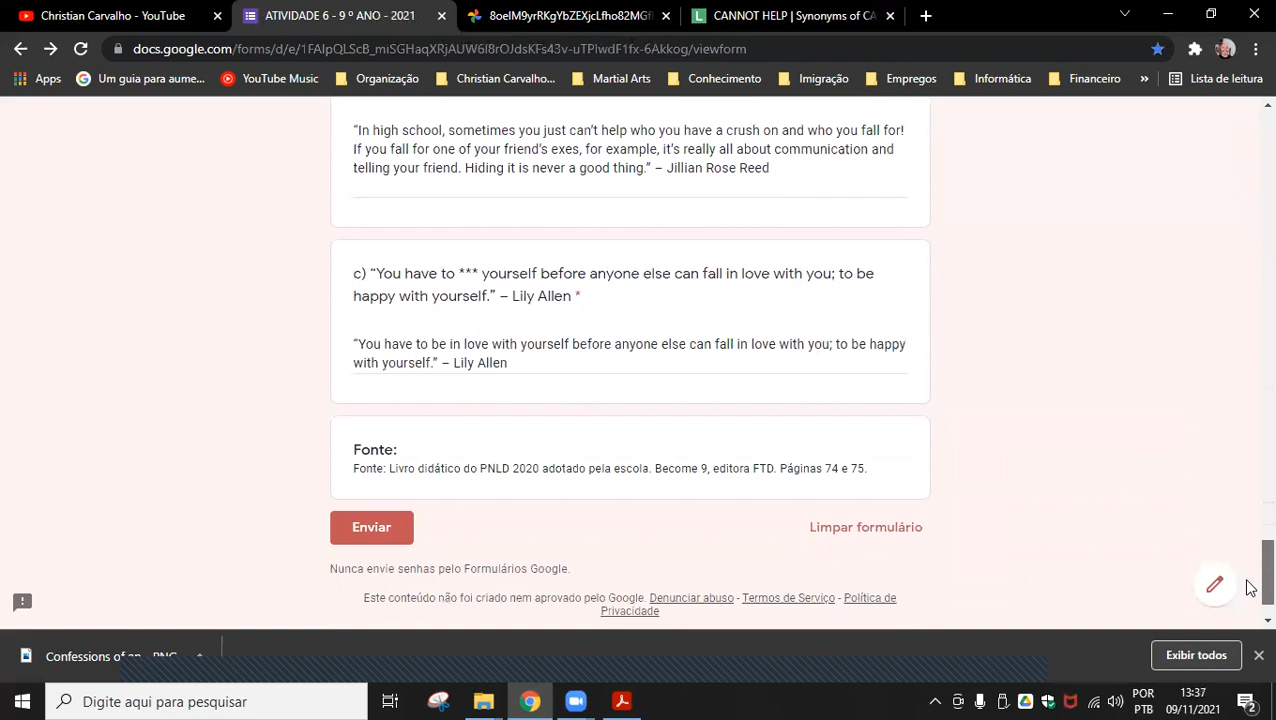 Christian Carvalho - YouTube
ATIVIDADE 6 - 9 º ANO - 2021
8oeIM9yrRKgYbZEXjcLfho82MGf
CANNOT HELP | Synonyms of CA
docs.google.com/forms/d/e/1FAIpQLScB_miSGHaqXRjAUW6I8rOJdsKFs43v-uTPIwdF1fx-6Akkog/viewform
Apps
Um guia para aume...
YouTube Music
Organização
Christian Carvalho...
Martial Arts
Conhecimento
Imigração
Empregos
Informática
Financeiro
»
Lista de leitura
“In high school, sometimes you just can’t help who you have a crush on and who you fall for!
If you fall for one of your friend’s exes, for example, it’s really all about communication and
telling your friend. Hiding it is never a good thing.” – Jillian Rose Reed
c) “You have to *** yourself before anyone else can fall in love with you; to be
happy with yourself.” – Lily Allen *
“You have to be in love with yourself before anyone else can fall in love with you; to be happy
with yourself.” – Lily Allen
Fonte:
Fonte: Livro didático do PNLD 2020 adotado pela escola. Become 9, editora FTD. Páginas 74 e 75.
Enviar
Limpar formulário
Nunca envie senhas pelo Formulários Google.
Este conteúdo não foi criado nem aprovado pelo Google. Denunciar abuso - Termos de Serviço - Política de
Privacidade
Confessions of an....PNG
Exibir todos
Digite aqui para pesquisar
POR
PTB
13:37
09/11/2021
2